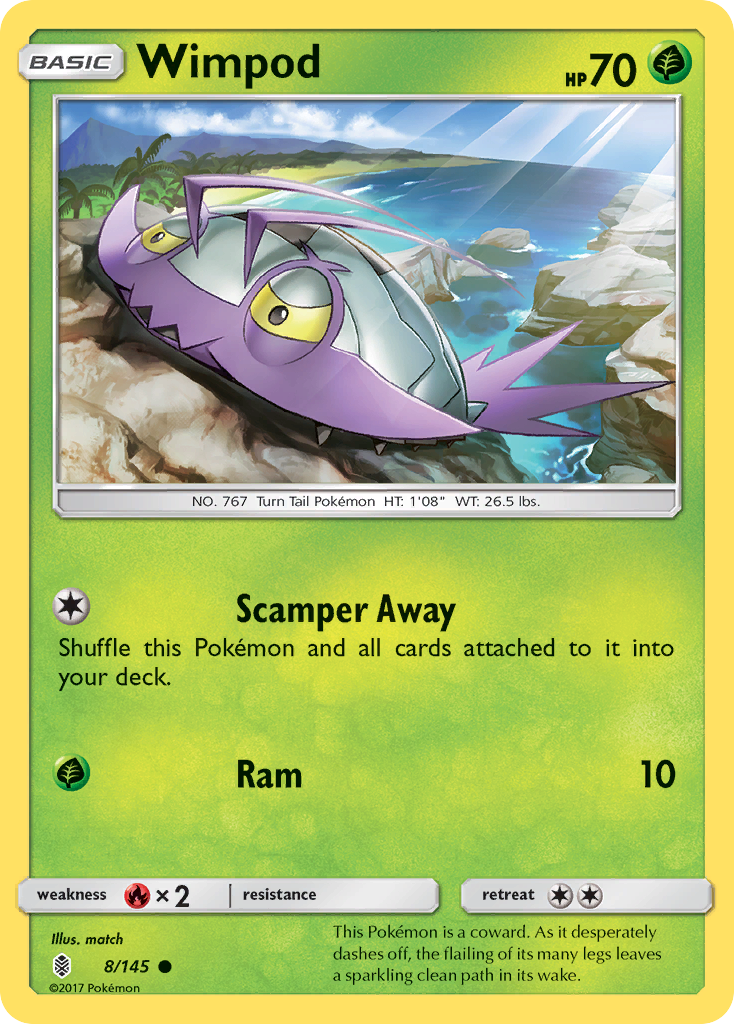 BASIC Wimpod HP 70
NO. 767 Turn Tail Pokémon HT: 1'08" WT: 26.5 lbs.
Scamper Away
Shuffle this Pokémon and all cards attached to it into
your deck.
Ram 10
weakness × 2 resistance retreat
Illus. match
8/145
©2017 Pokémon
This Pokémon is a coward. As it desperately
dashes off, the flailing of its many legs leaves
a sparkling clean path in its wake.